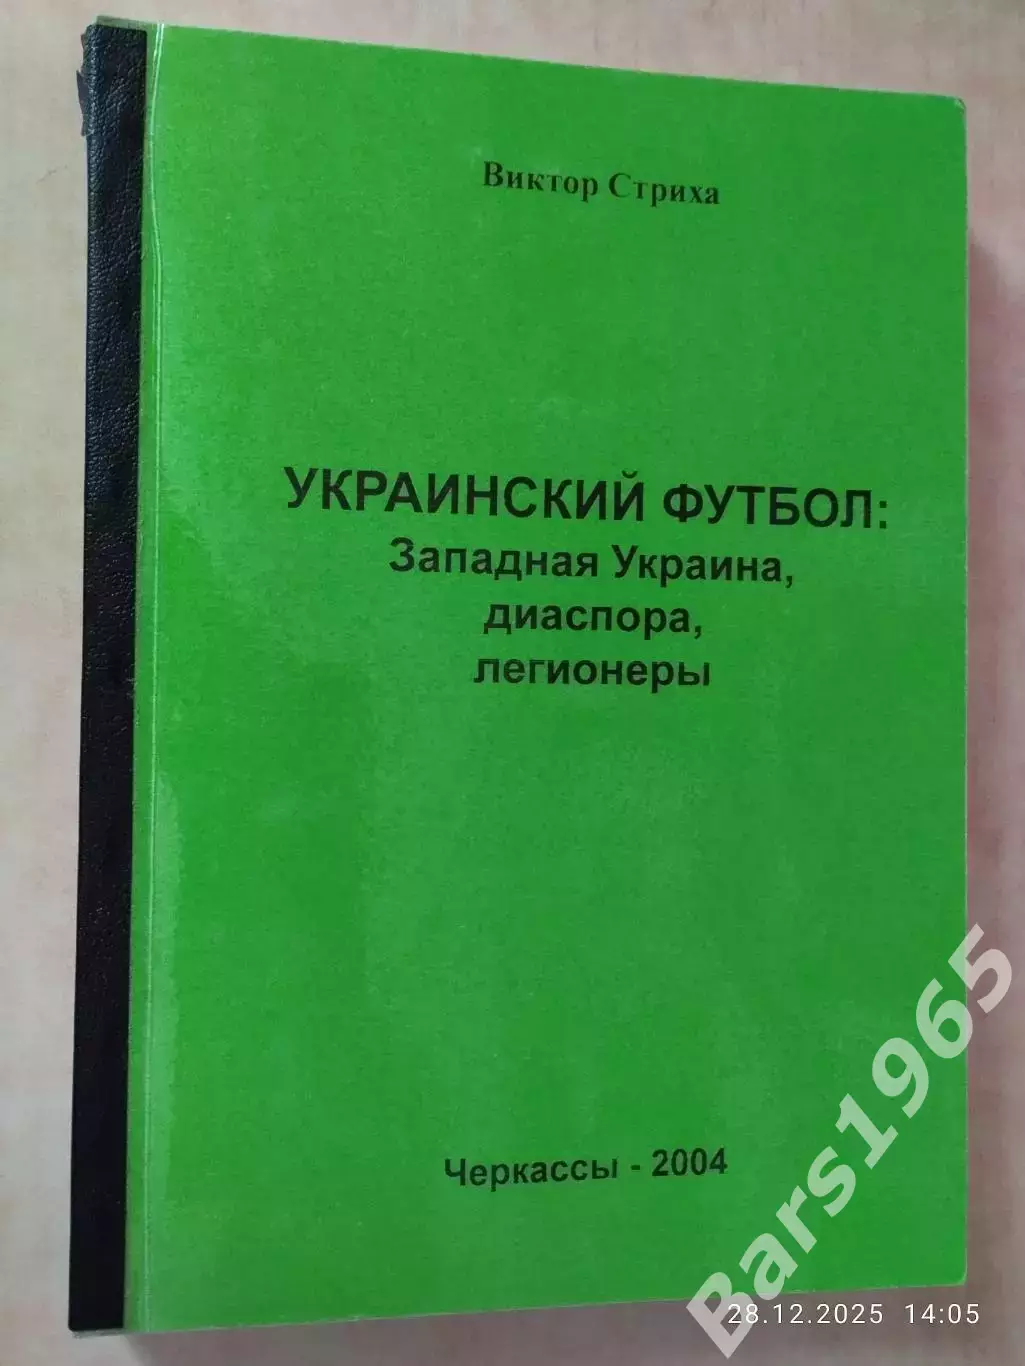 Виктор Стриха
УКРАИНСКИЙ ФУТБОЛ:
Западная Украина,
диаспора,
легионеры
Черкассы - 2004
Bars1965
28.12.2025 14:05